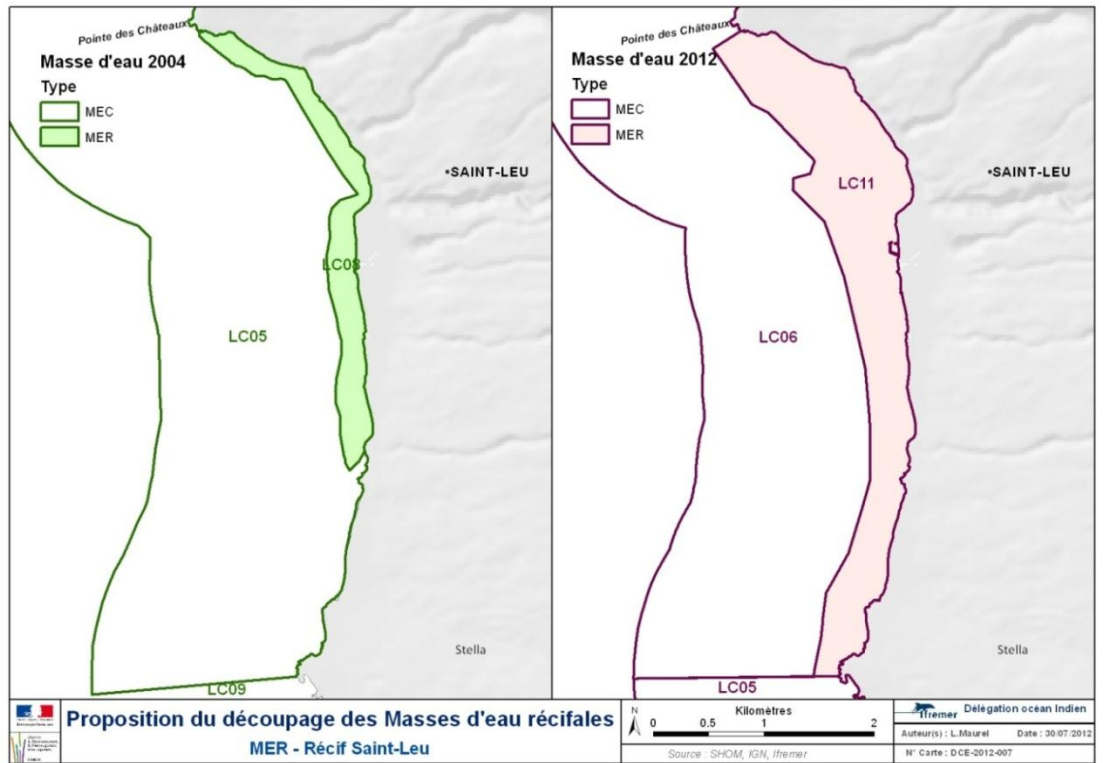 Pointe des Châteaux
Masse d'eau 2004
Type
MEC
MER
•SAINT-LEU
LC08
LC05
Stella
LC09
Pointe des Châteaux
Masse d'eau 2012
Type
MEC
MER
•SAINT-LEU
LC11
LC06
Stella
LC05
Proposition du découpage des Masses d'eau récifales
MER - Récif Saint-Leu
N
Kilomètres
0 0.5 1 2
Source : SHOM, IGN, Ifremer
Ifremer Délégation océan Indien
Auteur(s) : L.Maurel Date : 30/07/2012
N° Carte : DCE-2012-007